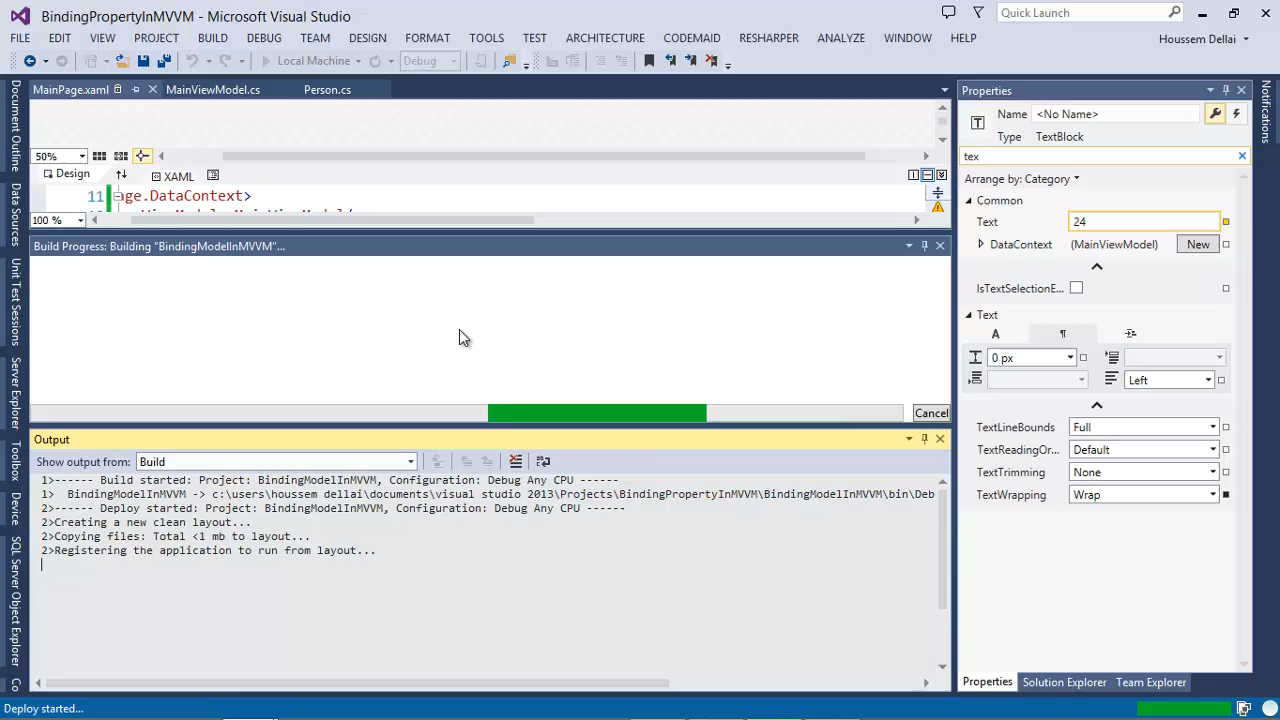 BindingPropertyInMVVM - Microsoft Visual Studio
Quick Launch
FILE EDIT VIEW PROJECT BUILD DEBUG TEAM DESIGN FORMAT TOOLS TEST ARCHITECTURE CODEMAID RESHARPER ANALYZE WINDOW HELP
Houssem Dellai
Local Machine
Debug
MainPage.xaml
MainViewModel.cs
Person.cs
50%
Design
XAML
11
ge.DataContext>
100 %
Build Progress: Building "BindingModelInMVVM"...
Cancel
Output
Show output from: Build
1>------ Build started: Project: BindingModelInMVVM, Configuration: Debug Any CPU ------
1>  BindingModelInMVVM -> c:\users\houssem dellai\documents\visual studio 2013\Projects\BindingPropertyInMVVM\BindingModelInMVVM\bin\Deb
2>------ Deploy started: Project: BindingModelInMVVM, Configuration: Debug Any CPU ------
2>Creating a new clean layout...
2>Copying files: Total <1 mb to layout...
2>Registering the application to run from layout...
Document Outline
Data Sources
Unit Test Sessions
Server Explorer
Toolbox
Device
SQL Server Object Explorer
Co
Properties
Name <No Name>
Type TextBlock
tex
Arrange by: Category
Common
Text 24
DataContext (MainViewModel) New
IsTextSelectionE...
Text
0 px
Left
TextLineBounds Full
TextReadingOr... Default
TextTrimming None
TextWrapping Wrap
Properties
Solution Explorer
Team Explorer
Notifications
Deploy started...